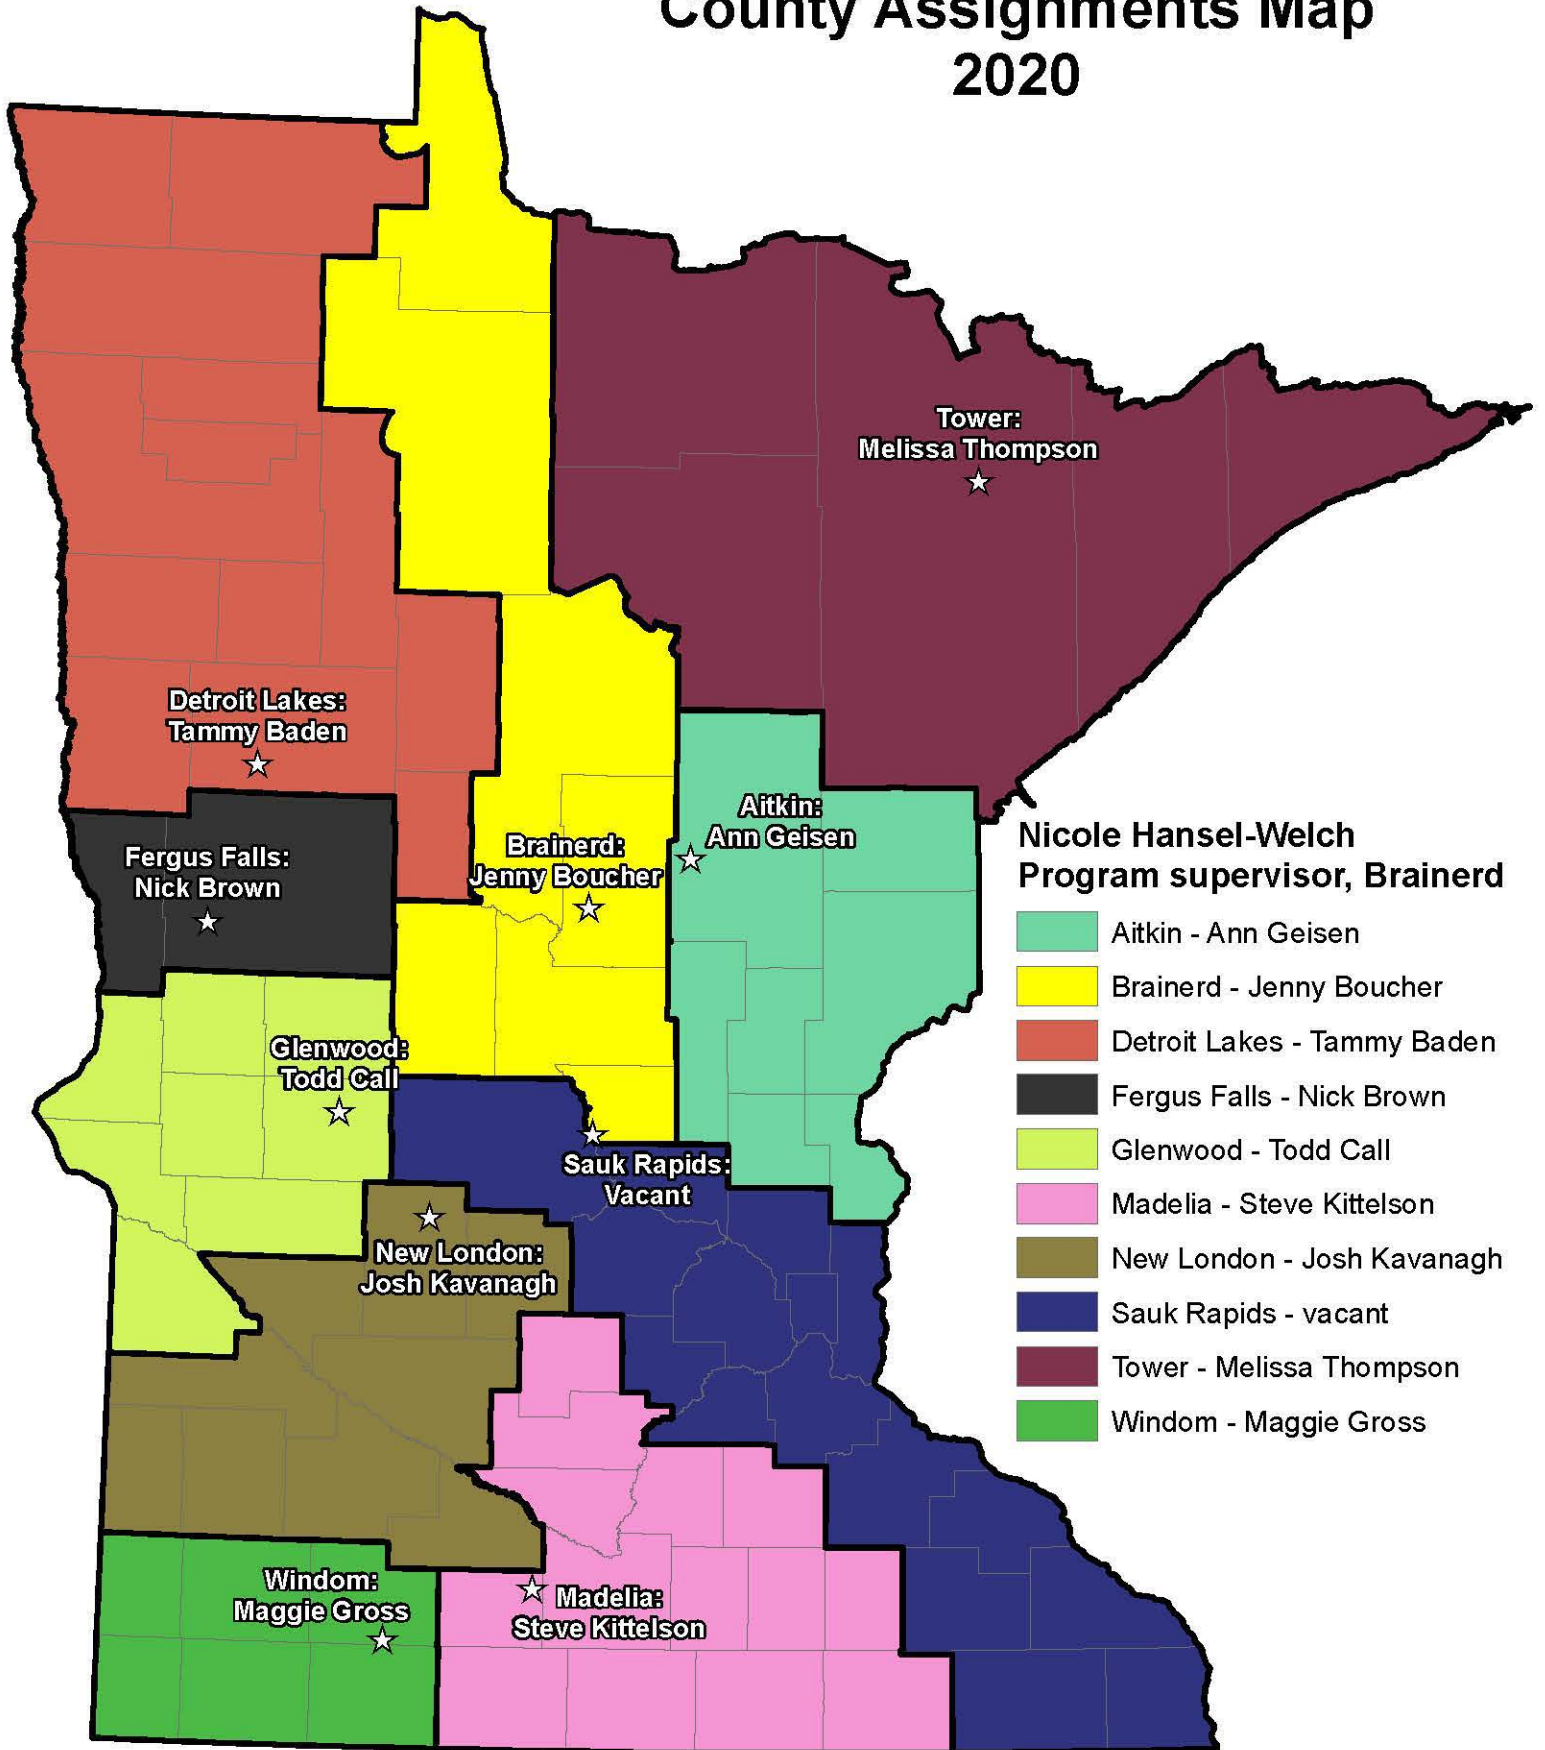 County Assignments Map
2020
Tower:
Melissa Thompson
Detroit Lakes:
Tammy Baden
Aitkin:
Ann Geisen
Brainerd:
Jenny Boucher
Fergus Falls:
Nick Brown
Glenwood:
Todd Call
Sauk Rapids:
Vacant
New London:
Josh Kavanagh
Windom:
Maggie Gross
Madelia:
Steve Kittelson
Nicole Hansel-Welch
Program supervisor, Brainerd
Aitkin - Ann Geisen
Brainerd - Jenny Boucher
Detroit Lakes - Tammy Baden
Fergus Falls - Nick Brown
Glenwood - Todd Call
Madelia - Steve Kittelson
New London - Josh Kavanagh
Sauk Rapids - vacant
Tower - Melissa Thompson
Windom - Maggie Gross